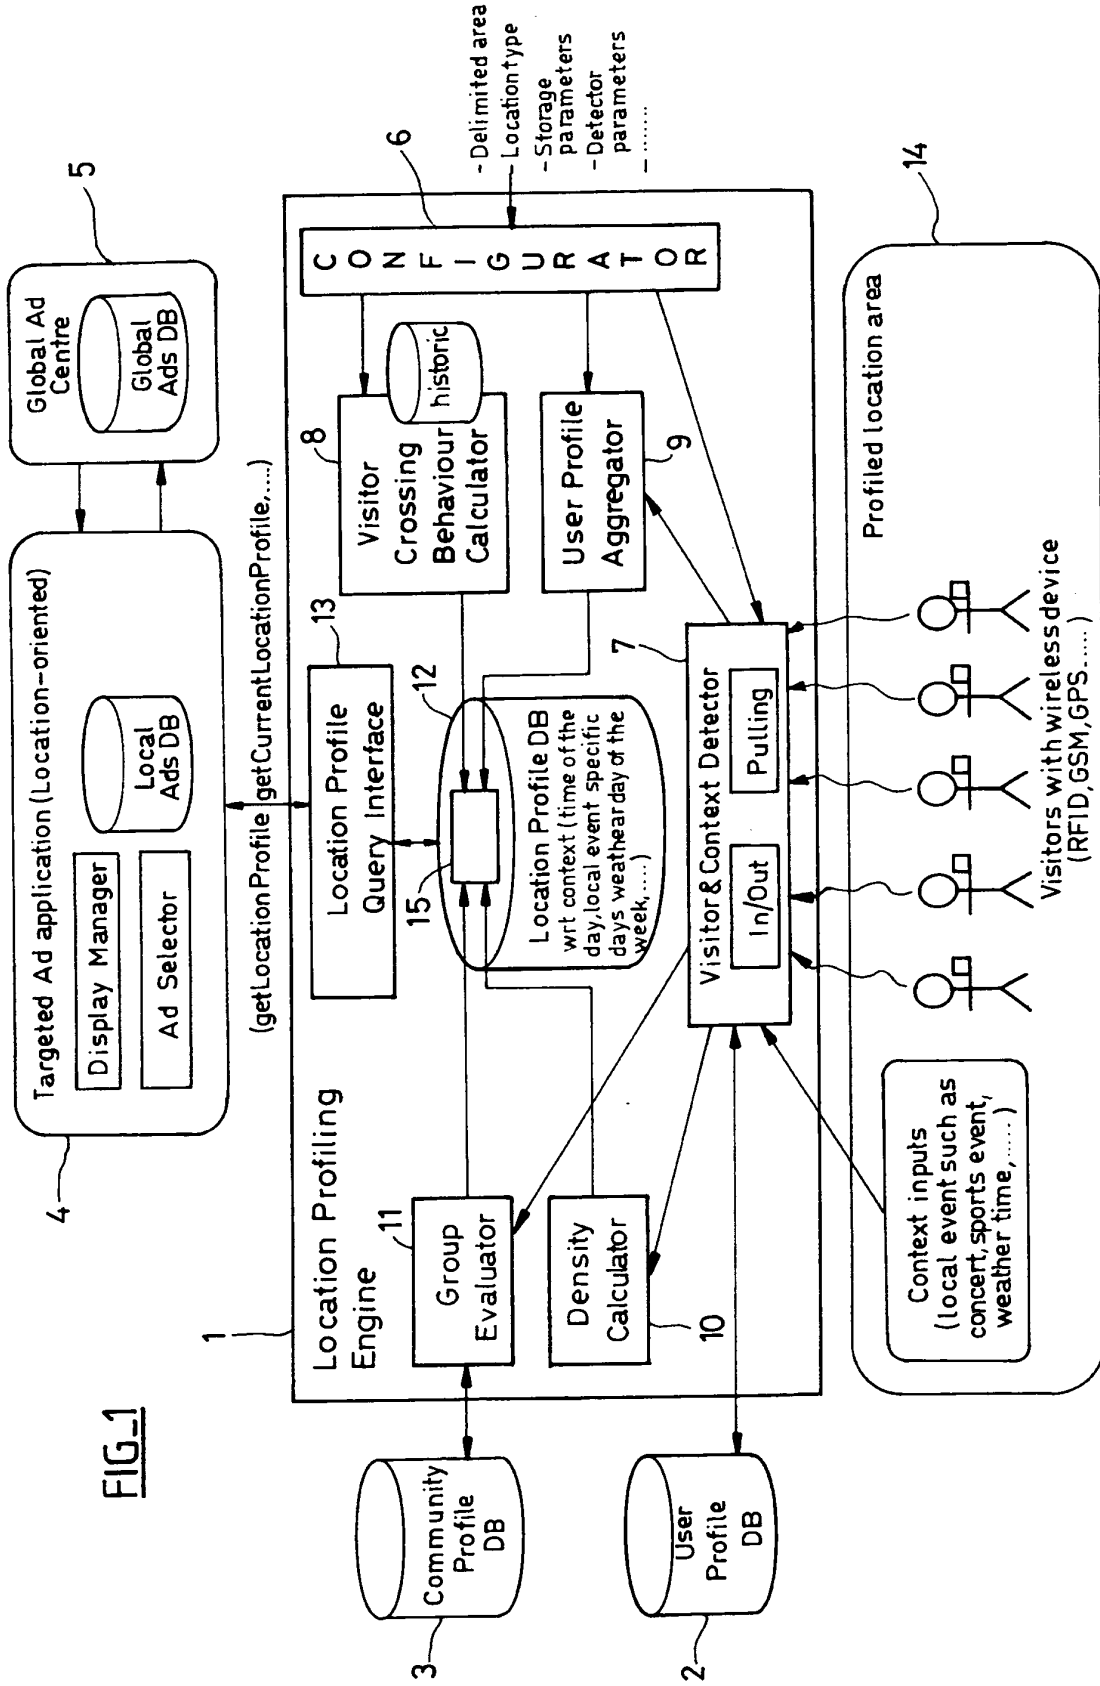 FIG_1
4
Targeted Ad application (Location-oriented)
Display Manager
Ad Selector
Local
Ads DB
5
Global Ad
Centre
Global
Ads DB
(getLocationProfile getCurrentLocationProfile,....)
1
Location Profiling
Engine
13
Location Profile
Query Interface
8
Visitor
Crossing
Behaviour
Calculator
historic
6
CONFIGURATOR
- Delimited area
- Locationtype
- Storage
parameters
- Detector
parameters
- ........
3
Community
Profile
DB
11
Group
Evaluator
15
12
Location Profile DB
wrt context (time of the
day, local event specific
days weathearday of the
week,.....)
User Profile
Aggregator
9
2
User
Profile
DB
Density
Calculator
10
7
Visitor & Context Detector
In/Out
Pulling
14
Profiled location area
Context inputs
(local event such as
concert, sports event,
weather time,......)
Visitors with wireless device
(RFID, GSM, GPS......)